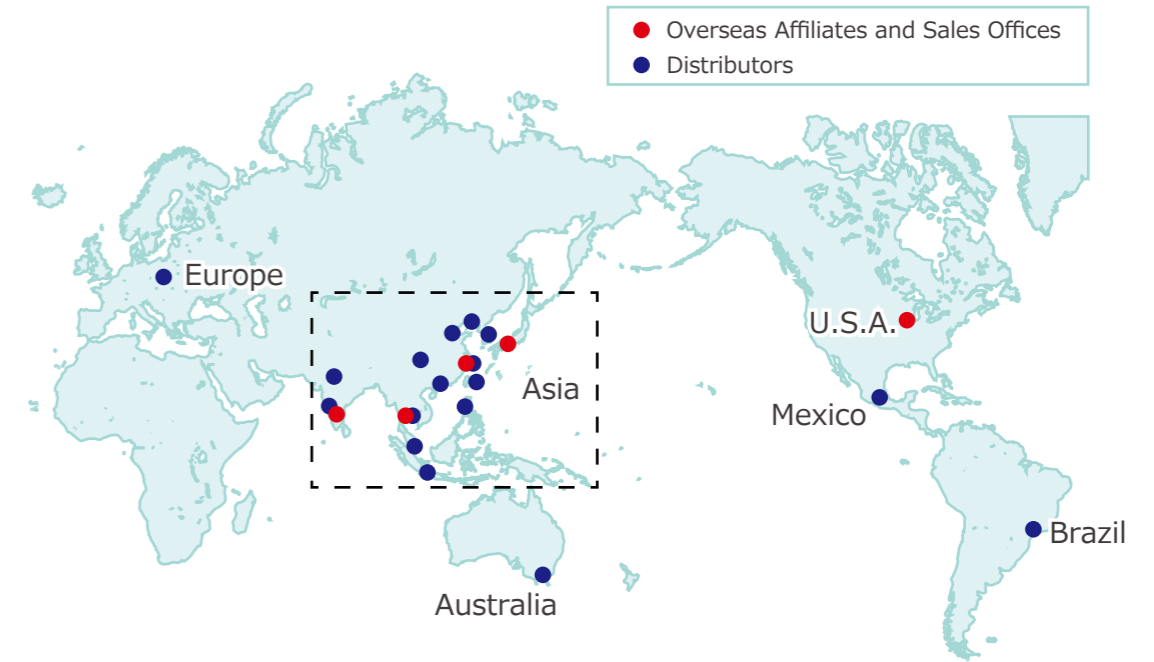 Overseas Affiliates and Sales Offices
Distributors
Europe
U.S.A.
Asia
Mexico
Brazil
Australia